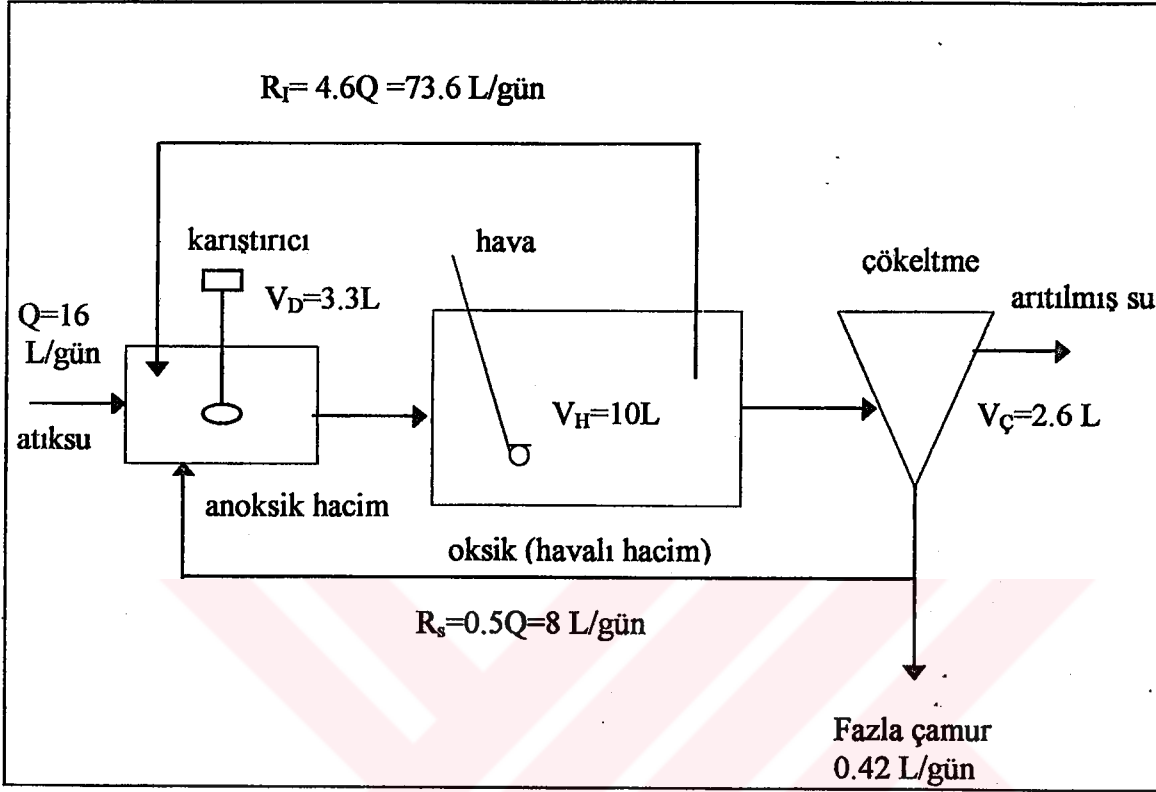 R_I= 4.6Q =73.6 L/gün
karıştırıcı
hava
çökeltme
V_D=3.3L
arıtılmış su
Q=16
L/gün
V_H=10L
V_Ç=2.6 L
atıksu
anoksik hacim
oksik (havalı hacim)
R_s=0.5Q=8 L/gün
Fazla çamur
0.42 L/gün